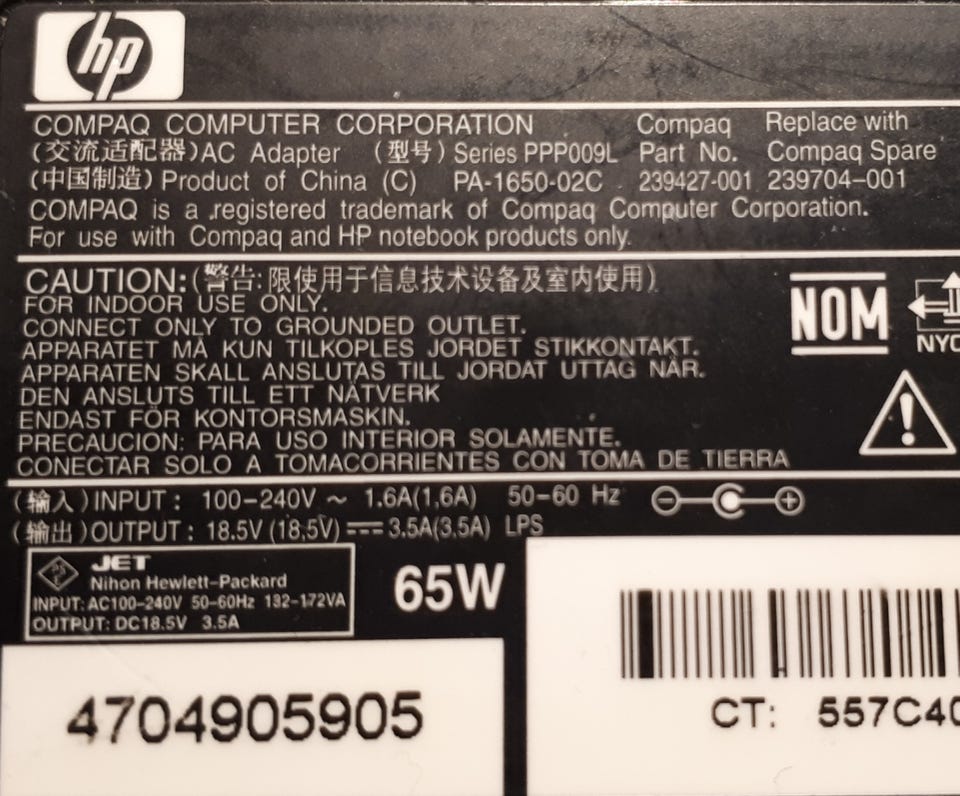 hp
COMPAQ COMPUTER CORPORATION Compaq Replace with
(交流适配器)AC Adapter (型号)Series PPP009L Part No. Compaq Spare
(中国制造)Product of China (C) PA-1650-02C 239427-001 239704-001
COMPAQ is a registered trademark of Compaq Computer Corporation.
For use with Compaq and HP notebook products only.
CAUTION:(警告:限使用于信息技术设备及室内使用)
FOR INDOOR USE ONLY.
CONNECT ONLY TO GROUNDED OUTLET.
APPARATET MÅ KUN TILKOPLES JORDET STIKKONTAKT.
APPARATEN SKALL ANSLUTAS TILL JORDAT UTTAG NÄR.
DEN ANSLUTS TILL ETT NÄTVERK
ENDAST FÖR KONTORSMASKIN.
PRECAUCION: PARA USO INTERIOR SOLAMENTE.
CONECTAR SOLO A TOMACORRIENTES CON TOMA DE TIERRA
NOM
NYC
(输入)INPUT : 100-240V ~ 1.6A(1,6A) 50-60 Hz
(输出)OUTPUT : 18.5V (18,5V) ⎓ 3.5A(3.5A) LPS
PS E JET
Nihon Hewlett-Packard
INPUT: AC100-240V 50-60Hz 132-172VA
OUTPUT: DC18.5V 3.5A
65W
4704905905
CT: 557C40